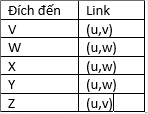 Đích đến Link
V (u,v)
W (u,w)
X (u,w)
Y (u,w)
Z (u,v)